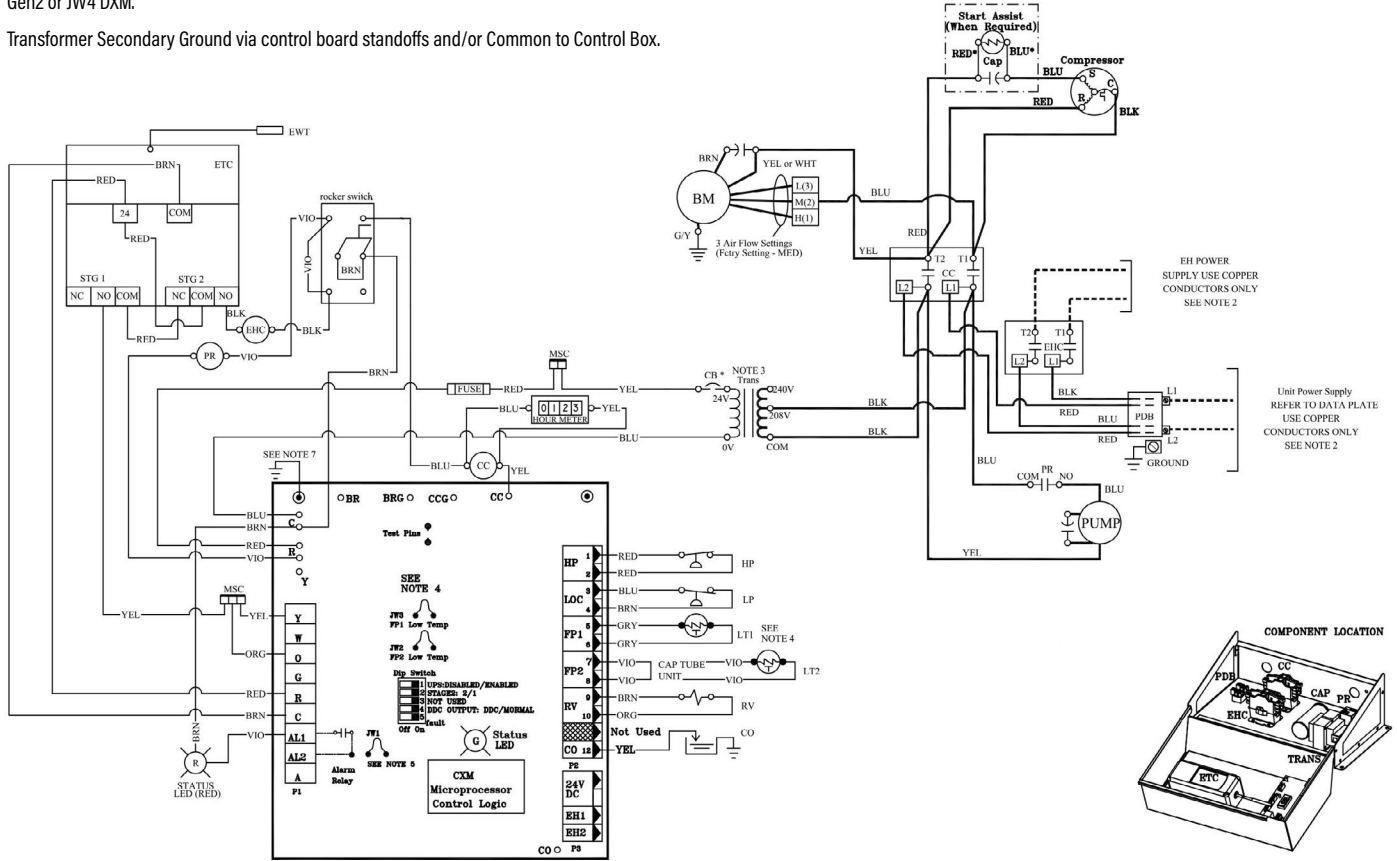 Gen2 or JW4 DXM.
Transformer Secondary Ground via control board standoffs and/or Common to Control Box.
Start Assist
(When Required)
RED*
BLU*
Cap
BLU
Compressor
S
C
R
RED
BLK
EWT
BRN
ETC
RED
24
COM
RED
STG 1
STG 2
NC
NO
COM
NC
COM
NO
RED
BLK
EHC
BLK
PR
VIO
rocker switch
VIO
VIO
BRN
BRN
BRN
YEL or WHT
BM
L(3)
M(2)
H(1)
BLU
G/Y
3 Air Flow Settings
(Fctry Setting - MED)
RED
YEL
T2
T1
CC
L2
L1
EH POWER
SUPPLY USE COPPER
CONDUCTORS ONLY
SEE NOTE 2
T2
T1
EHC
L2
L1
BLK
RED
BLU
RED
L1
PDB
L2
GROUND
Unit Power Supply
REFER TO DATA PLATE
USE COPPER
CONDUCTORS ONLY
SEE NOTE 2
MSC
FUSE
RED
YEL
CB *
NOTE 3
Trans
24V
240V
208V
0V
COM
BLK
BLK
BLU
0 1 2 3
HOUR METER
YEL
BLU
BLU
CC
YEL
BLU
COM
PR
NO
BLU
PUMP
YEL
SEE NOTE 7
BR
BRG
CCG
CC
BLU
BRN
C
RED
VIO
R
Y
Test Pins
SEE
NOTE 4
JW3
FP1 Low Temp
JW2
FP2 Low Temp
MSC
YEL
YEL
ORG
RED
BRN
VIO
BRN
Y
W
O
G
R
C
AL1
AL2
A
P1
R
STATUS
LED (RED)
Alarm
Relay
JW1
SEE NOTE 5
Dip Switch
1 UPS:DISABLED/ENABLED
2 STAGE2: 2/1
3 NOT USED
4 DDC OUTPUT: DDC/MORMAL
5
fault
Off On
G
Status
LED
CXM
Microprocessor
Control Logic
HP
1
2
LOC
3
4
FP1
5
6
FP2
7
8
RV
9
10
Not Used
CO 12
P2
24V
DC
EH1
EH2
CO
P3
RED
RED
HP
BLU
BRN
LP
GRY
GRY
LT1
SEE
NOTE 4
VIO
VIO
CAP TUBE
UNIT
VIO
VIO
LT2
BRN
ORG
RV
YEL
CO
COMPONENT LOCATION
PDB
CC
CAP
PR
EHC
TRANS
ETC